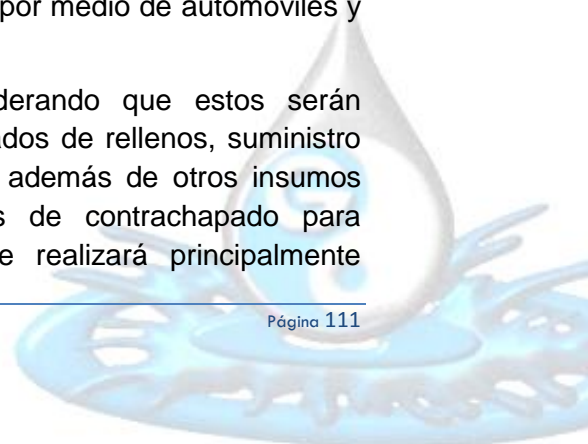 por medio de automóviles y
derando que estos serán
ados de rellenos, suministro
además de otros insumos
s de contrachapado para
e realizará principalmente
Página 111